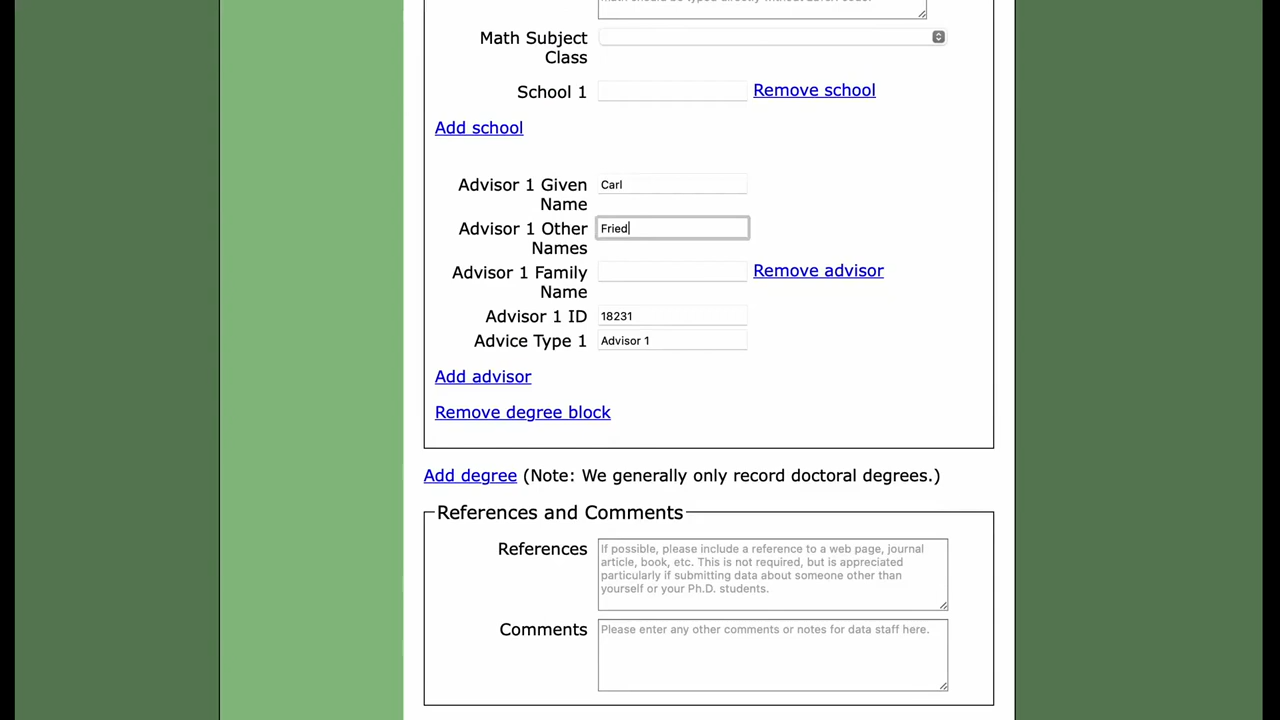 Math Subject
Class
School 1 Remove school
Add school
Advisor 1 Given
Name
Carl
Advisor 1 Other
Names
Fried
Advisor 1 Family
Name
Remove advisor
Advisor 1 ID 18231
Advice Type 1 Advisor 1
Add advisor
Remove degree block
Add degree (Note: We generally only record doctoral degrees.)
References and Comments
References
If possible, please include a reference to a web page, journal
article, book, etc. This is not required, but is appreciated
particularly if submitting data about someone other than
yourself or your Ph.D. students.
Comments
Please enter any other comments or notes for data staff here.